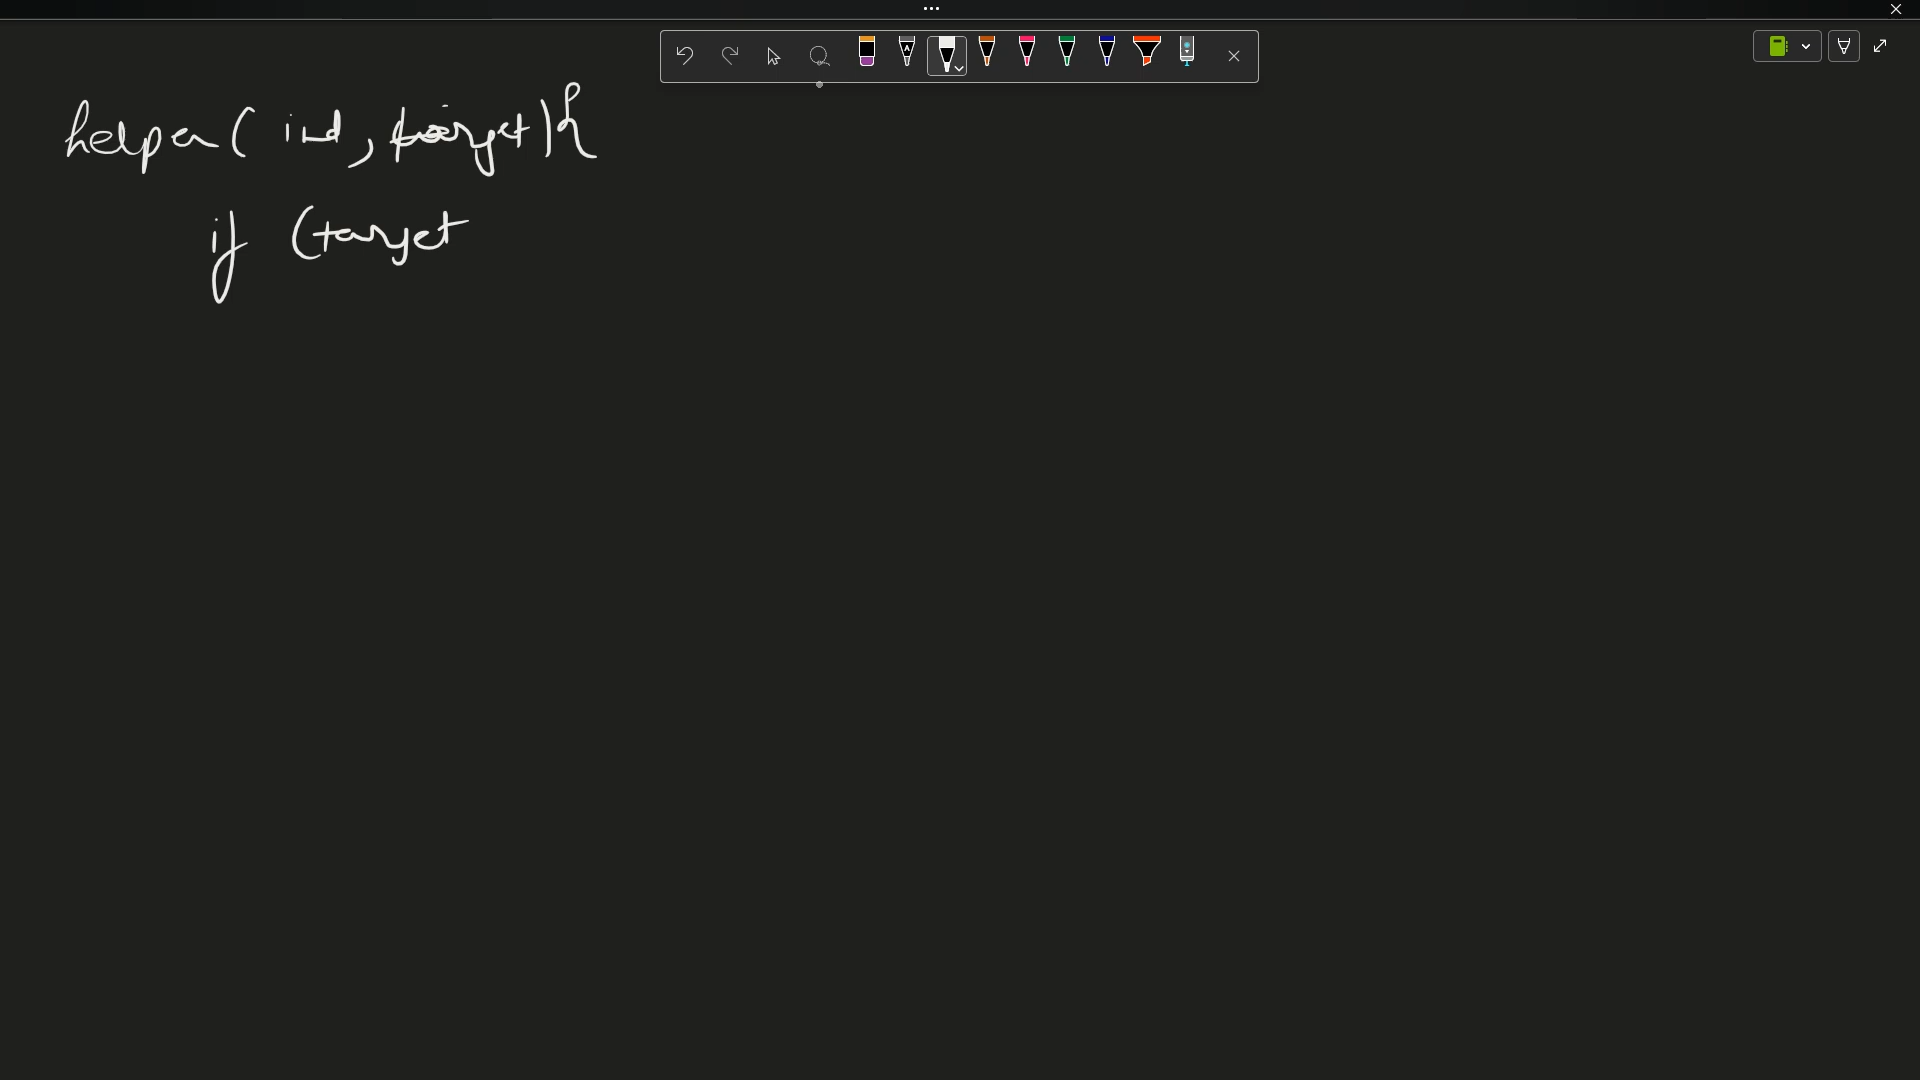 helper( ind, target){
if (target